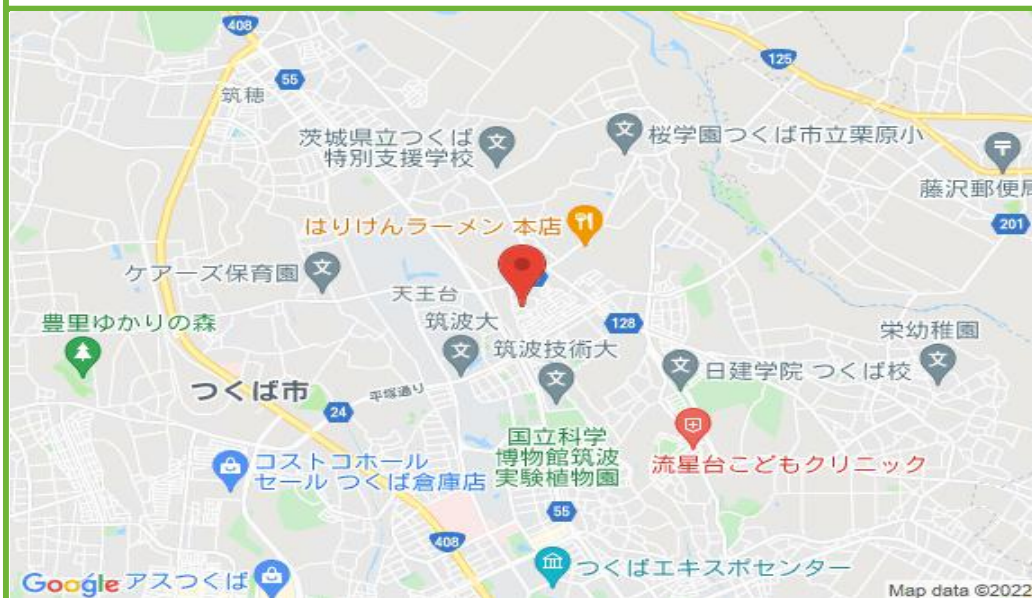 408
55
筑穂
125
茨城県立つくば
特別支援学校
桜学園つくば市立栗原小
藤沢郵便局
201
はりけんラーメン 本店
ケアーズ保育園
天王台
豊里ゆかりの森
筑波大
128
栄幼稚園
筑波技術大
日建学院 つくば校
つくば市
平塚通り
24
国立科学
博物館筑波
実験植物園
流星台こどもクリニック
コストコホール
セール つくば倉庫店
55
408
つくばエキスポセンター
Google
アスつくば
Map data ©2022